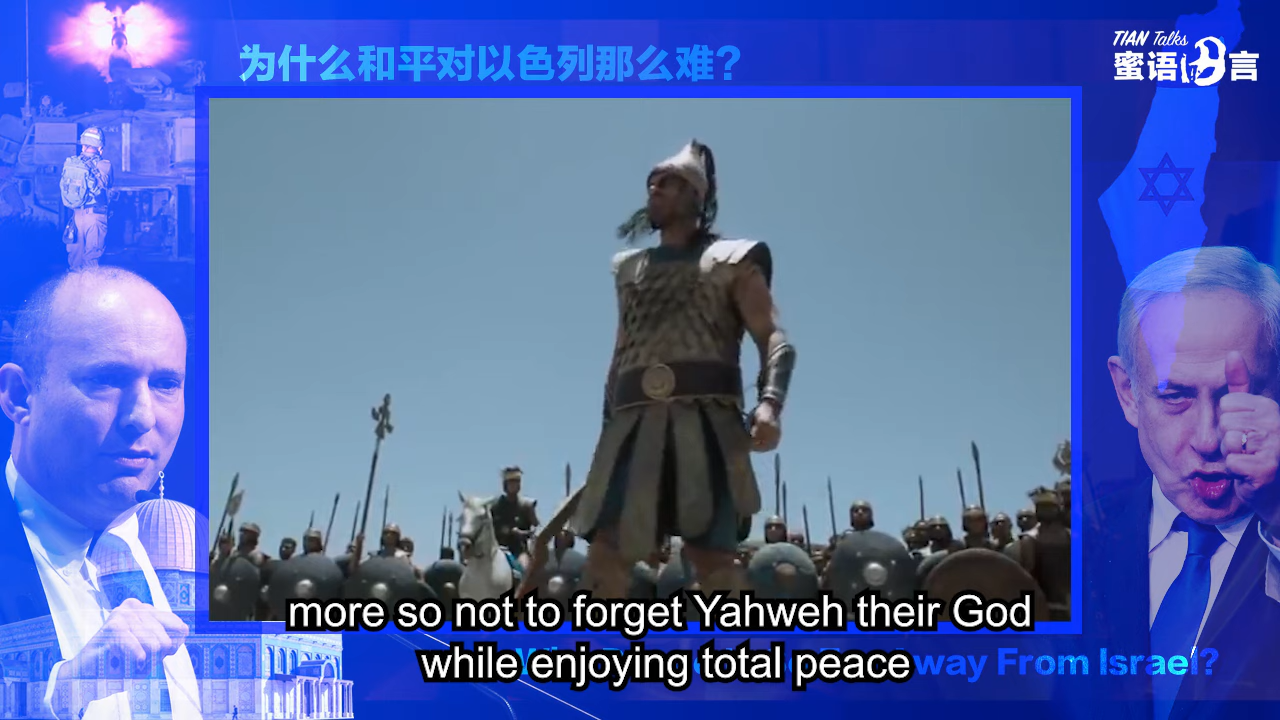 为什么和平对以色列那么难?
TIAN Talks
蜜语 言
more so not to forget Yahweh their God
while enjoying total peace
way From Israel?